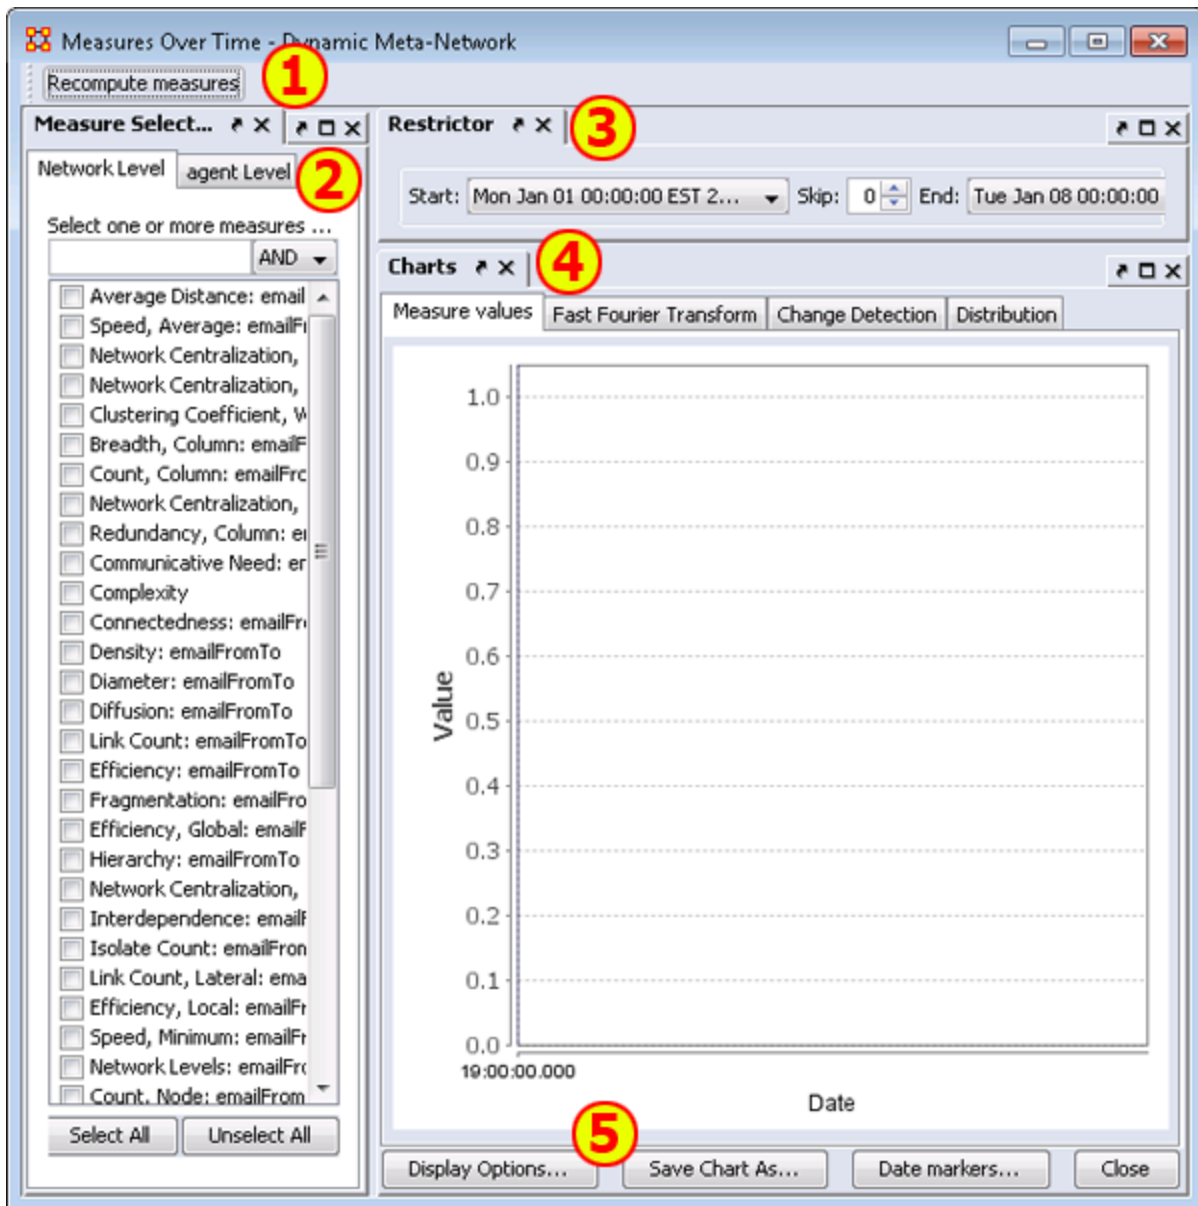 Measures Over Time - Dynamic Meta-Network
Recompute measures
1
Measure Select...
Network Level
agent Level
2
Select one or more measures ...
AND
Average Distance: email
Speed, Average: emailFr
Network Centralization,
Network Centralization,
Clustering Coefficient, W
Breadth, Column: emailF
Count, Column: emailFrc
Network Centralization,
Redundancy, Column: er
Communicative Need: er
Complexity
Connectedness: emailFr
Density: emailFromTo
Diameter: emailFromTo
Diffusion: emailFromTo
Link Count: emailFromTo
Efficiency: emailFromTo
Fragmentation: emailFro
Efficiency, Global: emailF
Hierarchy: emailFromTo
Network Centralization,
Interdependence: emailF
Isolate Count: emailFron
Link Count, Lateral: ema
Efficiency, Local: emailFr
Speed, Minimum: emailFr
Network Levels: emailFrc
Count, Node: emailFrom
Select All
Unselect All
Restrictor
3
Start: Mon Jan 01 00:00:00 EST 2... Skip: 0 End: Tue Jan 08 00:00:00
Charts
4
Measure values
Fast Fourier Transform
Change Detection
Distribution
1.0
0.9
0.8
0.7
0.6
0.5
0.4
0.3
0.2
0.1
0.0
Value
19:00:00.000
Date
5
Display Options...
Save Chart As...
Date markers...
Close